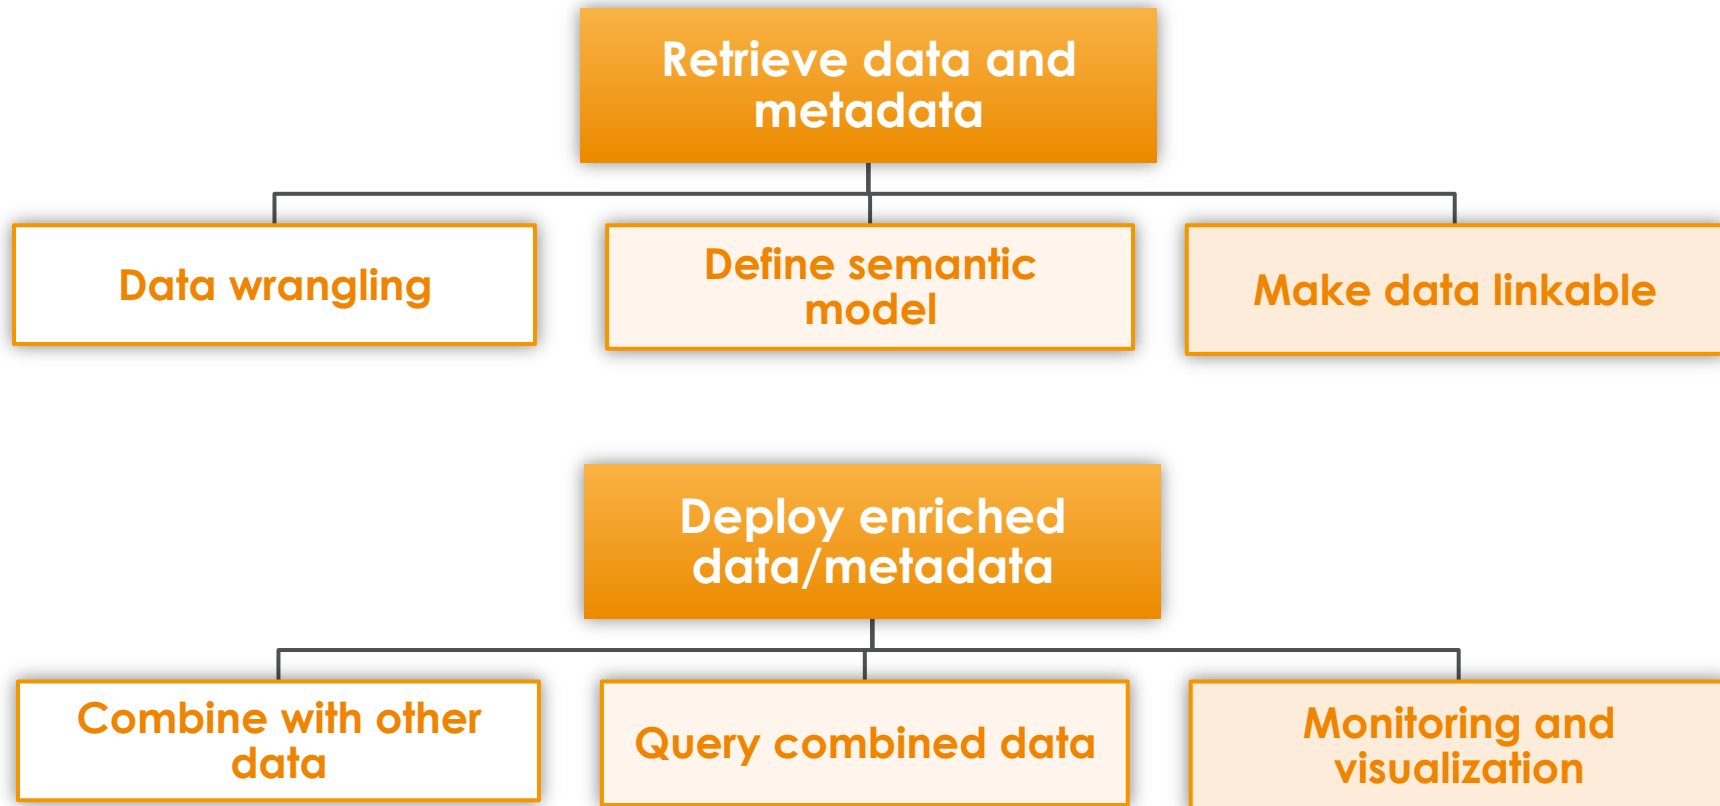 Retrieve data and
metadata
Data wrangling
Define semantic
model
Make data linkable
Deploy enriched
data/metadata
Combine with other
data
Query combined data
Monitoring and
visualization